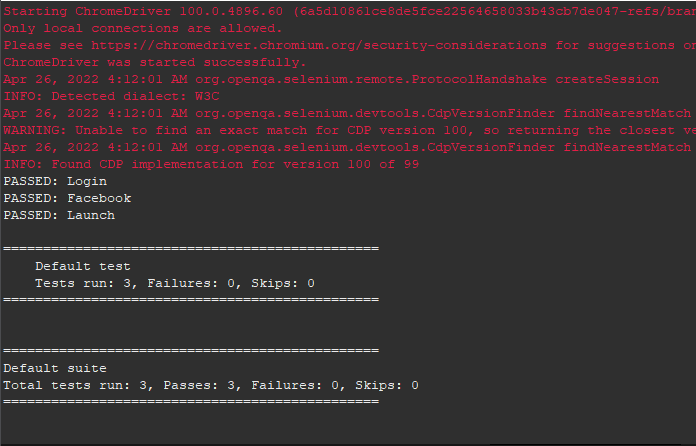 Starting ChromeDriver 100.0.4896.60 (6a5d10861ce8de5fce22564658033b43cb7de047-refs/bran
Only local connections are allowed.
Please see https://chromedriver.chromium.org/security-considerations for suggestions on
ChromeDriver was started successfully.
Apr 26, 2022 4:12:01 AM org.openqa.selenium.remote.ProtocolHandshake createSession
INFO: Detected dialect: W3C
Apr 26, 2022 4:12:01 AM org.openqa.selenium.devtools.CdpVersionFinder findNearestMatch
WARNING: Unable to find an exact match for CDP version 100, so returning the closest ve
Apr 26, 2022 4:12:01 AM org.openqa.selenium.devtools.CdpVersionFinder findNearestMatch
INFO: Found CDP implementation for version 100 of 99
PASSED: Login
PASSED: Facebook
PASSED: Launch
===============================================
Default test
Tests run: 3, Failures: 0, Skips: 0
===============================================
===============================================
Default suite
Total tests run: 3, Passes: 3, Failures: 0, Skips: 0
===============================================